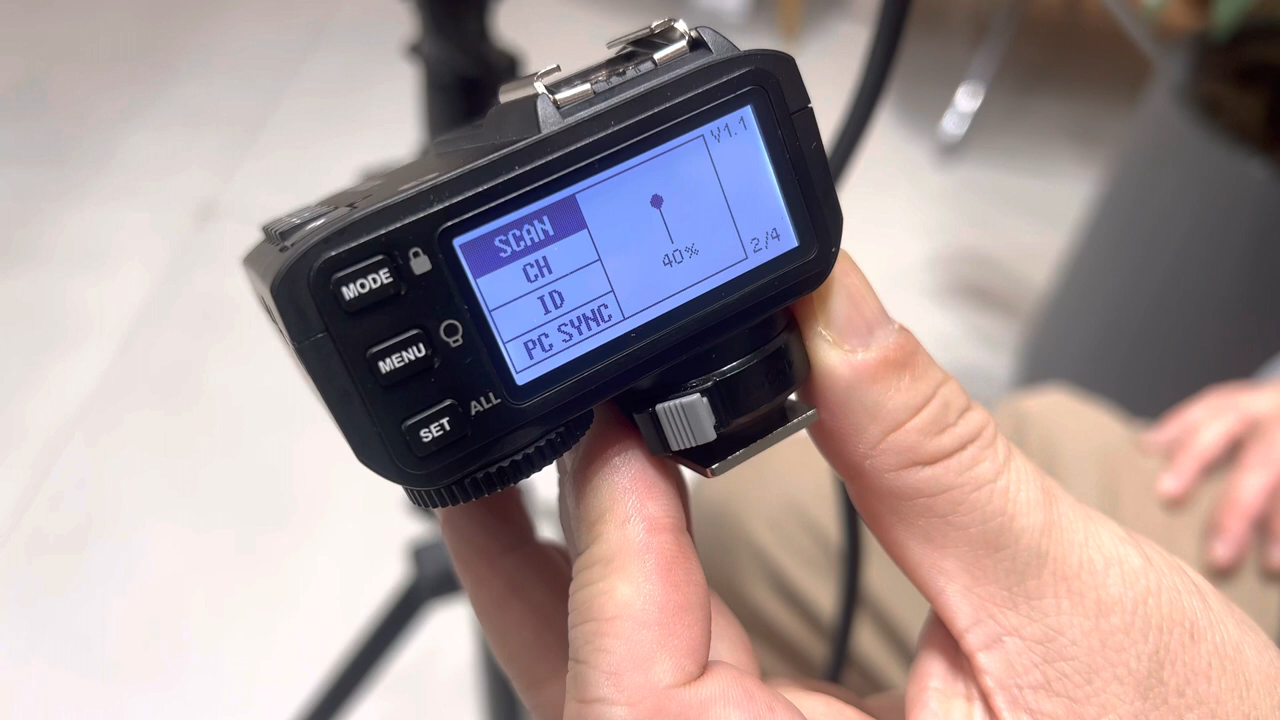 MODE
MENU
SET
ALL
SCAN
CH
ID
PC SYNC
40%
V1.1
2/4